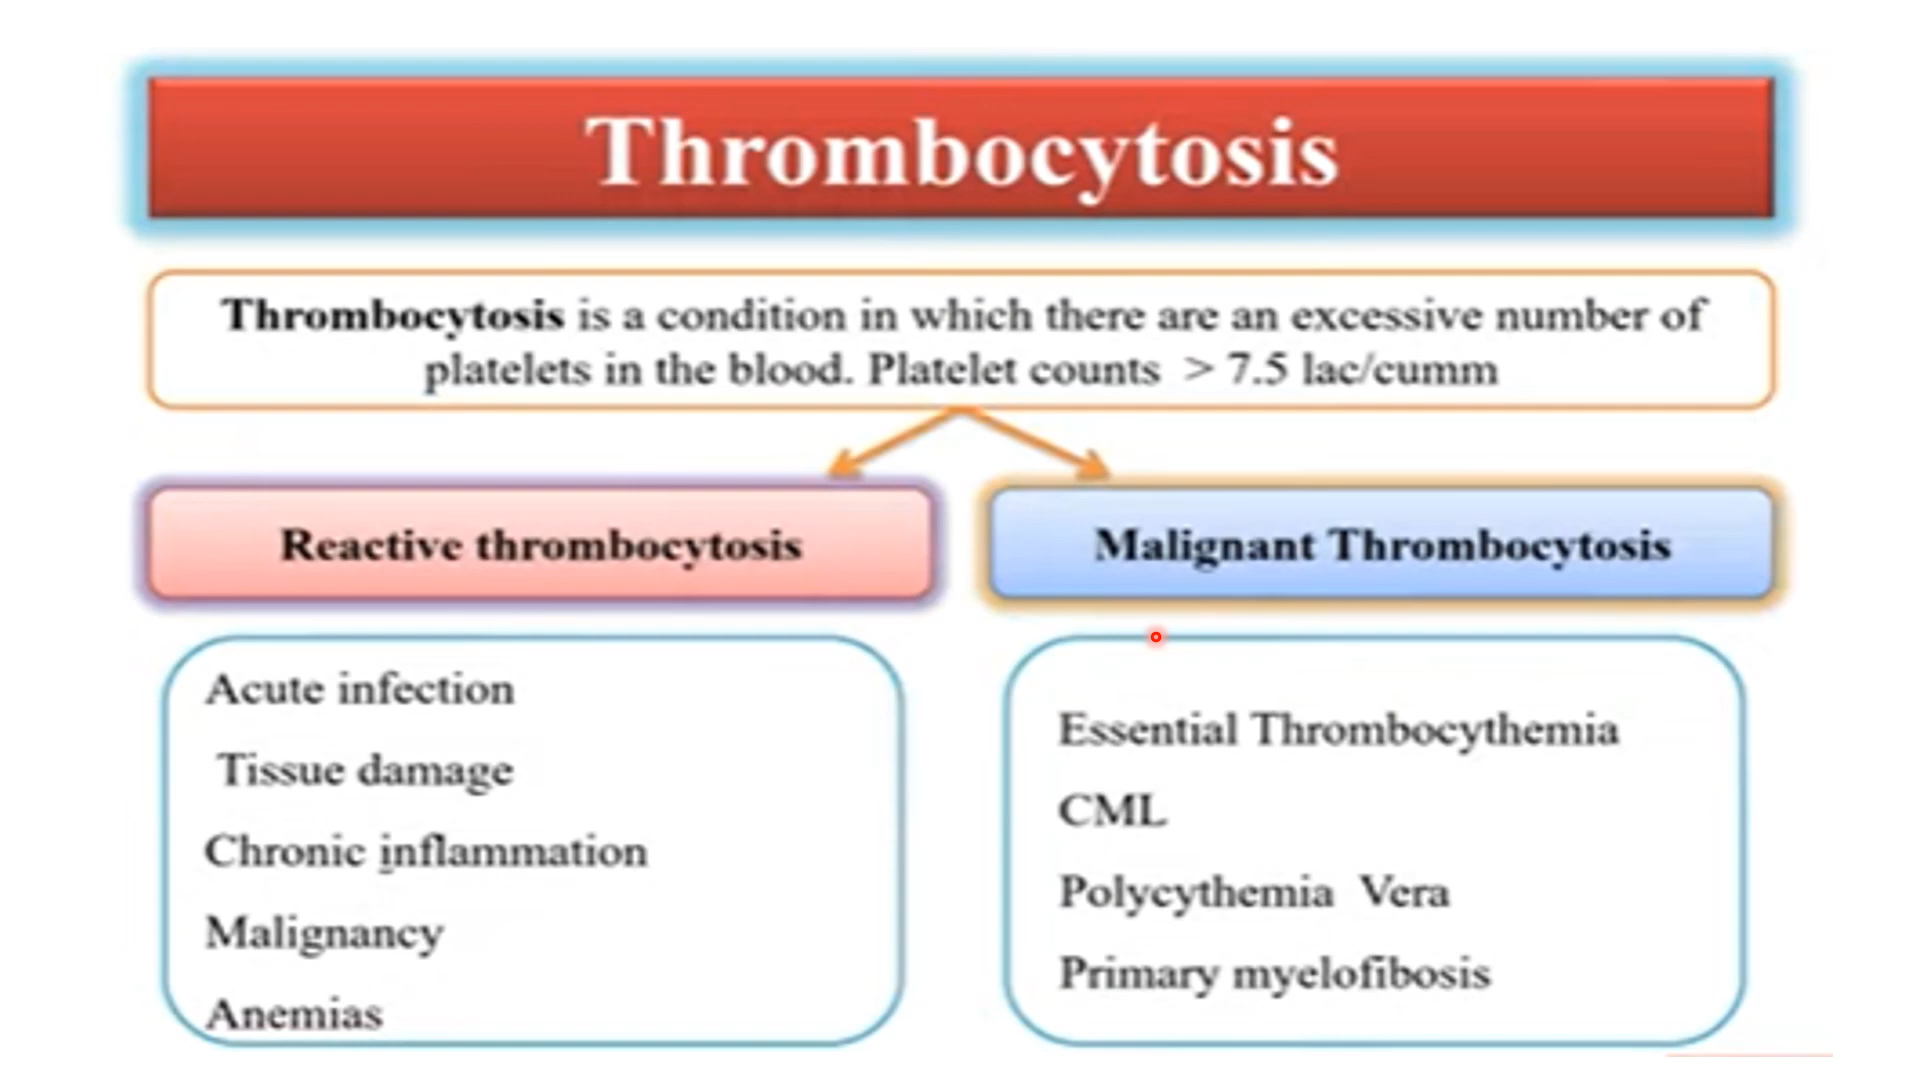 Thrombocytosis
Thrombocytosis is a condition in which there are an excessive number of
platelets in the blood. Platelet counts > 7.5 lac/cumm
Reactive thrombocytosis
Malignant Thrombocytosis
Acute infection
Tissue damage
Chronic inflammation
Malignancy
Anemias
Essential Thrombocythemia
CML
Polycythemia Vera
Primary myelofibosis